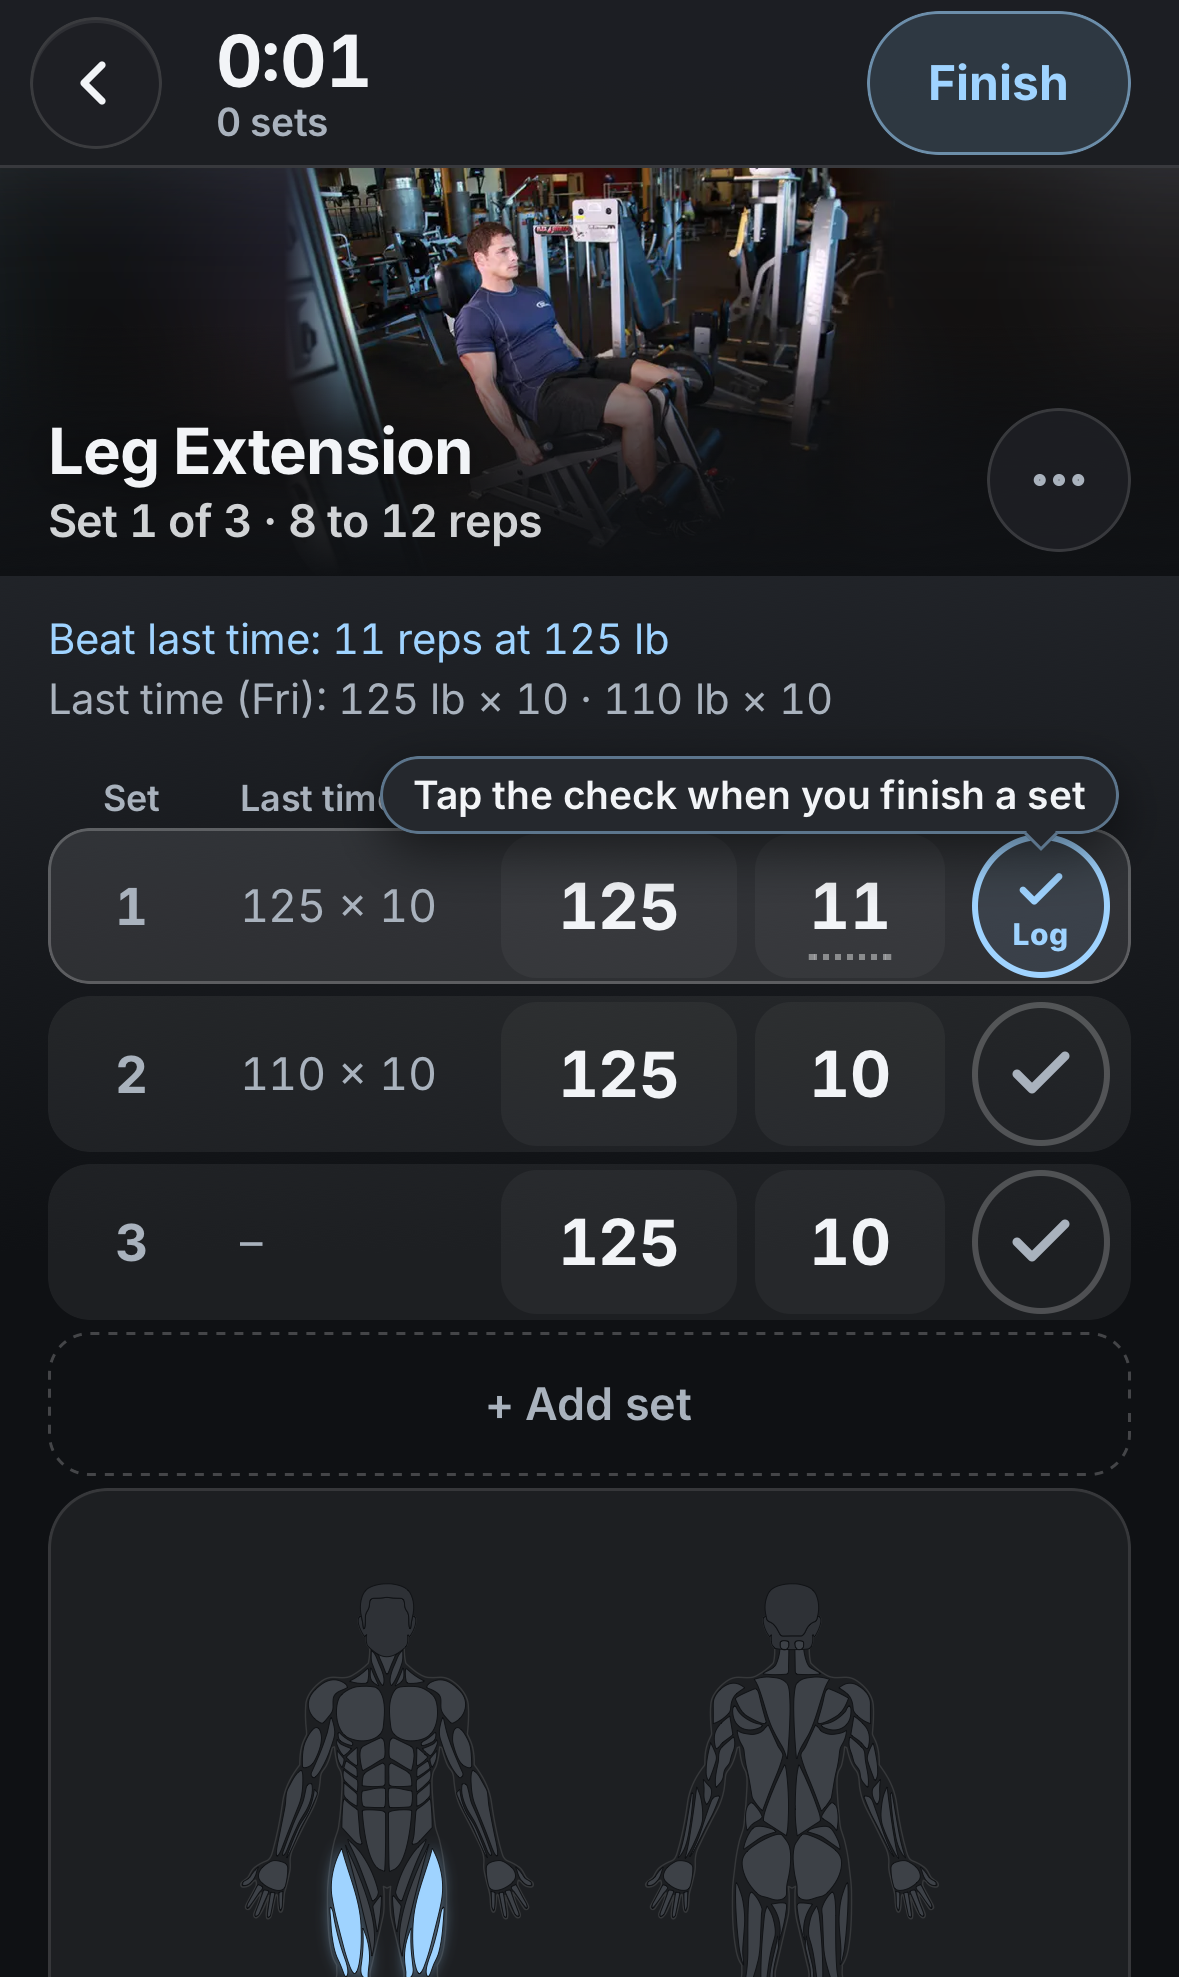 0:01
Finish
0 sets
Leg Extension
Set 1 of 3 · 8 to 12 reps
Beat last time: 11 reps at 125 lb
Last time (Fri): 125 lb × 10 · 110 lb × 10
Set Last time
Tap the check when you finish a set
1 125 × 10 125 11
Log
2 110 × 10 125 10
3 – 125 10
+ Add set